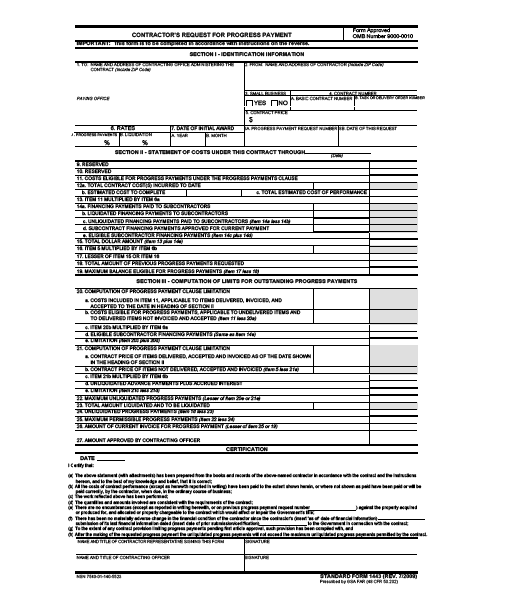 CONTRACTOR'S REQUEST FOR PROGRESS PAYMENT
Form Approved
OMB Number 9000-0010
IMPORTANT: This form is to be completed in accordance with instructions on the reverse.
SECTION I - IDENTIFICATION INFORMATION
1. TO: NAME AND ADDRESS OF CONTRACTING OFFICE ADMINISTERING THE CONTRACT (Include ZIP Code)
2. FROM: NAME AND ADDRESS OF CONTRACTOR (Include ZIP Code)
PAYING OFFICE
3. SMALL BUSINESS
YES NO
4. CONTRACT NUMBER
A. BASIC CONTRACT NUMBER
B. TASK OR DELIVERY ORDER NUMBER
5. CONTRACT PRICE
$
6. RATES
A. PROGRESS PAYMENTS
%
B. LIQUIDATION
%
7. DATE OF INITIAL AWARD
A. YEAR
B. MONTH
8A. PROGRESS PAYMENT REQUEST NUMBER
8B. DATE OF THIS REQUEST
SECTION II - STATEMENT OF COSTS UNDER THIS CONTRACT THROUGH
(Date)
9. RESERVED
10. RESERVED
11. COSTS ELIGIBLE FOR PROGRESS PAYMENTS UNDER THE PROGRESS PAYMENTS CLAUSE
12a. TOTAL CONTRACT COST(S) INCURRED TO DATE
b. ESTIMATED COST TO COMPLETE
c. TOTAL ESTIMATED COST OF PERFORMANCE
13. ITEM 11 MULTIPLIED BY ITEM 6a
14a. FINANCING PAYMENTS PAID TO SUBCONTRACTORS
b. LIQUIDATED FINANCING PAYMENTS TO SUBCONTRACTORS
c. UNLIQUIDATED FINANCING PAYMENTS PAID TO SUBCONTRACTORS (Item 14a less 14b)
d. SUBCONTRACT FINANCING PAYMENTS APPROVED FOR CURRENT PAYMENT
e. ELIGIBLE SUBCONTRACTOR FINANCING PAYMENTS (Item 14c plus 14d)
15. TOTAL DOLLAR AMOUNT (Item 13 plus 14e)
16. ITEM 5 MULTIPLIED BY ITEM 6b
17. LESSER OF ITEM 15 OR ITEM 16
18. TOTAL AMOUNT OF PREVIOUS PROGRESS PAYMENTS REQUESTED
19. MAXIMUM BALANCE ELIGIBLE FOR PROGRESS PAYMENTS (Item 17 less 18)
SECTION III - COMPUTATION OF LIMITS FOR OUTSTANDING PROGRESS PAYMENTS
20. COMPUTATION OF PROGRESS PAYMENT CLAUSE LIMITATION
a. COSTS INCLUDED IN ITEM 11, APPLICABLE TO ITEMS DELIVERED, INVOICED, AND
ACCEPTED TO THE DATE IN HEADING OF SECTION II
b. COSTS ELIGIBLE FOR PROGRESS PAYMENTS, APPLICABLE TO UNDELIVERED ITEMS AND
TO DELIVERED ITEMS NOT INVOICED AND ACCEPTED (Item 11 less 20a)
c. ITEM 20b MULTIPLIED BY ITEM 6a
d. ELIGIBLE SUBCONTRACTOR FINANCING PAYMENTS (Same as Item 14e)
e. LIMITATION (Item 20c plus 20d)
21. COMPUTATION OF PROGRESS PAYMENT CLAUSE LIMITATION
a. CONTRACT PRICE OF ITEMS DELIVERED, ACCEPTED AND INVOICED AS OF THE DATE SHOWN
IN THE HEADING OF SECTION II
b. CONTRACT PRICE OF ITEMS NOT DELIVERED, ACCEPTED AND INVOICED (Item 5 less 21a)
c. ITEM 21b MULTIPLIED BY ITEM 6b
d. UNLIQUIDATED ADVANCE PAYMENTS PLUS ACCRUED INTEREST
e. LIMITATION (Item 21c less 21d)
22. MAXIMUM UNLIQUIDATED PROGRESS PAYMENTS (Lesser of Item 20e or 21e)
23. TOTAL AMOUNT LIQUIDATED AND TO BE LIQUIDATED
24. UNLIQUIDATED PROGRESS PAYMENTS (Item 18 less 23)
25. MAXIMUM PERMISSIBLE PROGRESS PAYMENTS (Item 22 less 24)
26. AMOUNT OF CURRENT INVOICE FOR PROGRESS PAYMENT (Lesser of Item 25 or 19)
27. AMOUNT APPROVED BY CONTRACTING OFFICER
CERTIFICATION
DATE
I Certify that:
(a) The above statement (with attachments) has been prepared from the books and records of the above-named contractor in accordance with the contract and the instructions
hereon, and to the best of my knowledge and belief, that it is correct;
(b) All the costs of contract performance (except as herewith reported in writing) have been paid to the extent shown herein, or where not shown as paid have been paid or will be
paid currently, by the contractor, when due, in the ordinary course of business;
(c) The work reflected above has been performed;
(d) The quantities and amounts involved are consistent with the requirements of the contract;
(e) There are no encumbrances (except as reported in writing herewith, or on previous progress payment request number ) against the property acquired
or produced for, and allocated or properly chargeable to the contract which would affect or impair the Government's title;
(f) There has been no materially adverse change in the financial condition of the contractor since the contractor's (insert "as of date of financial information)
submission of its last financial information dated (insert date of prior submission/certification) to the Government in connection with the contract;
(g) To the extent of any contract provision limiting progress payments pending first article approval, such provision has been complied with, and
(h) After the making of the requested progress payment the unliquidated progress payments will not exceed the maximum unliquidated progress payments permitted by the contract.
NAME AND TITLE OF CONTRACTOR REPRESENTATIVE SIGNING THIS FORM
SIGNATURE
NAME AND TITLE OF CONTRACTING OFFICER
SIGNATURE
NSN 7540-01-140-5523
STANDARD FORM 1443 (REV. 7/2009)
Prescribed by GSA FAR (48 CFR 53.232)